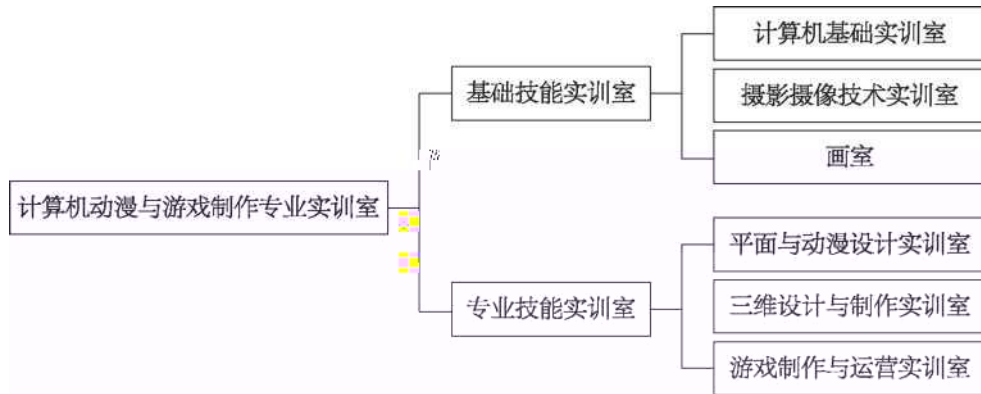 计算机动漫与游戏制作专业实训室
基础技能实训室
计算机基础实训室
摄影摄像技术实训室
画室
专业技能实训室
平面与动漫设计实训室
三维设计与制作实训室
游戏制作与运营实训室